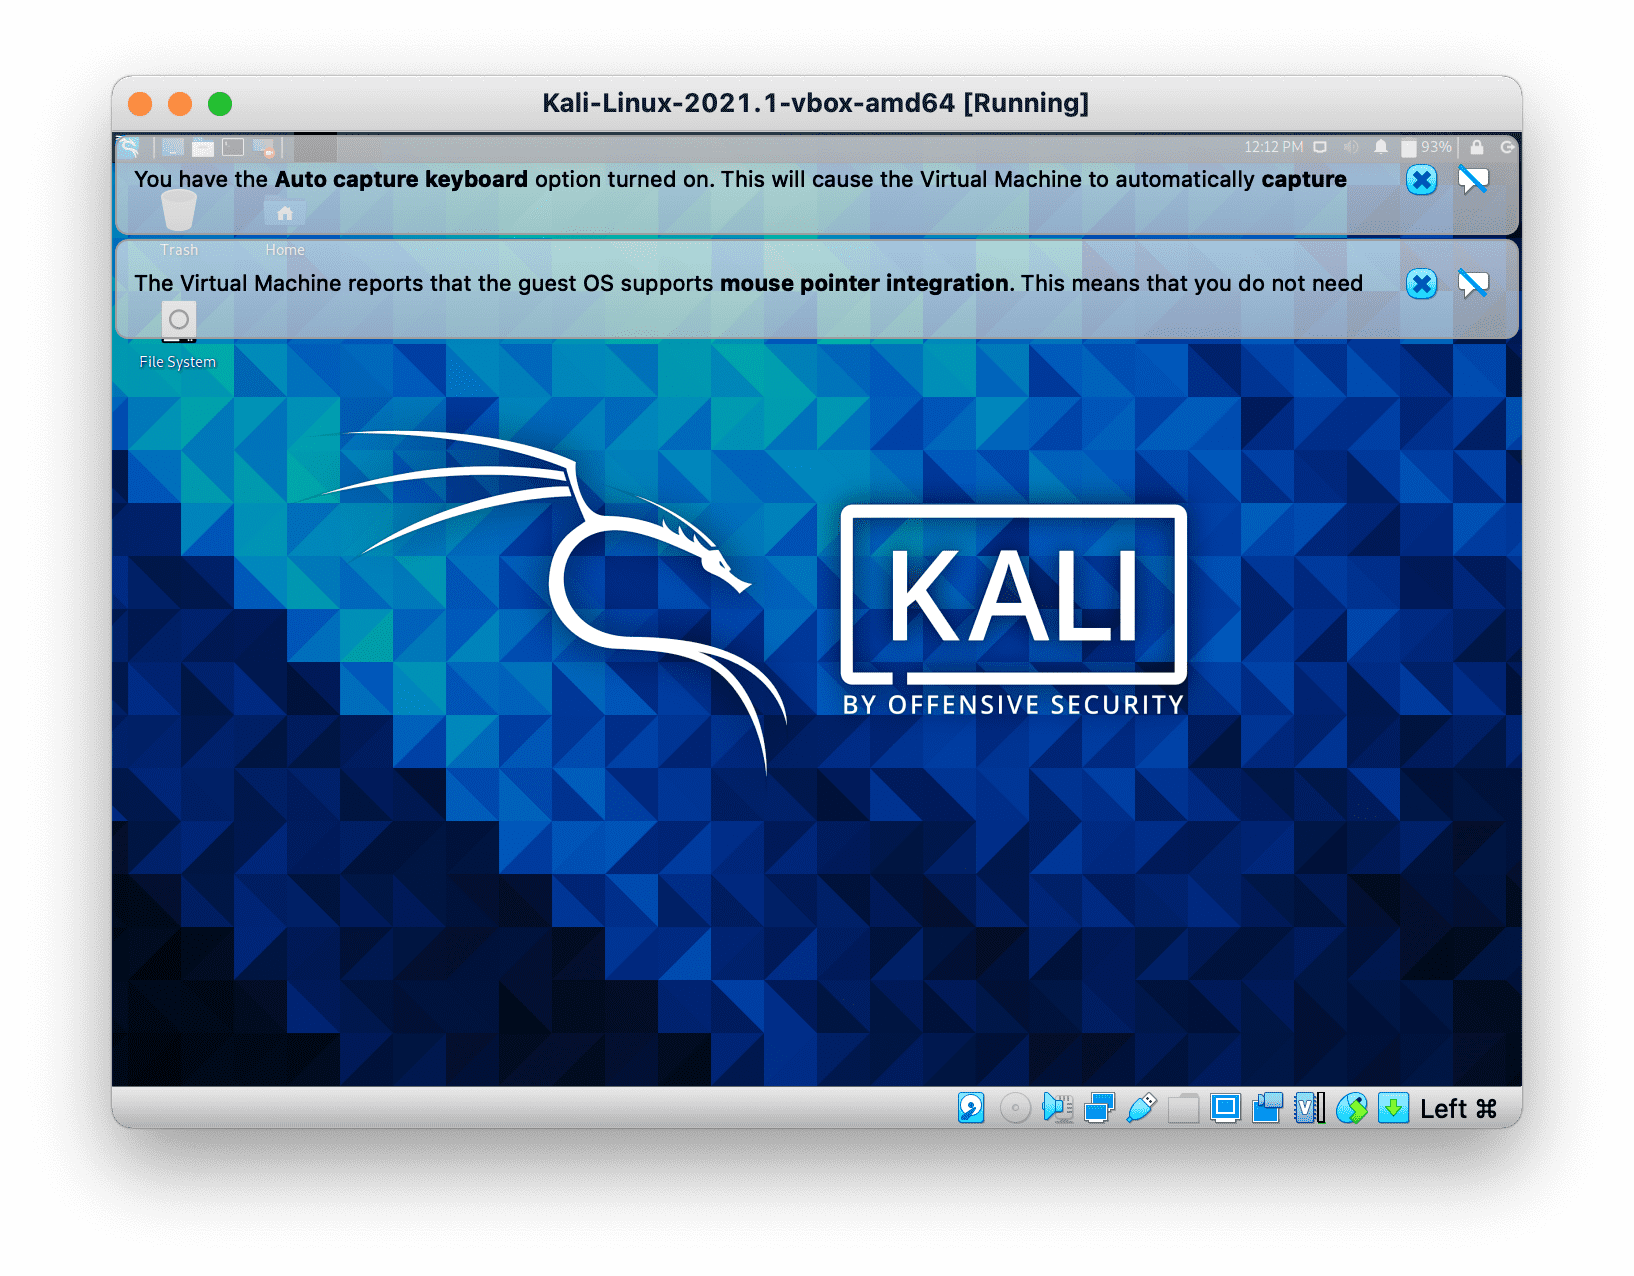 Kali-Linux-2021.1-vbox-amd64 [Running]
12:12 PM 93%
You have the Auto capture keyboard option turned on. This will cause the Virtual Machine to automatically capture
Trash Home
The Virtual Machine reports that the guest OS supports mouse pointer integration. This means that you do not need
File System
KALI
BY OFFENSIVE SECURITY
V
Left ⌘